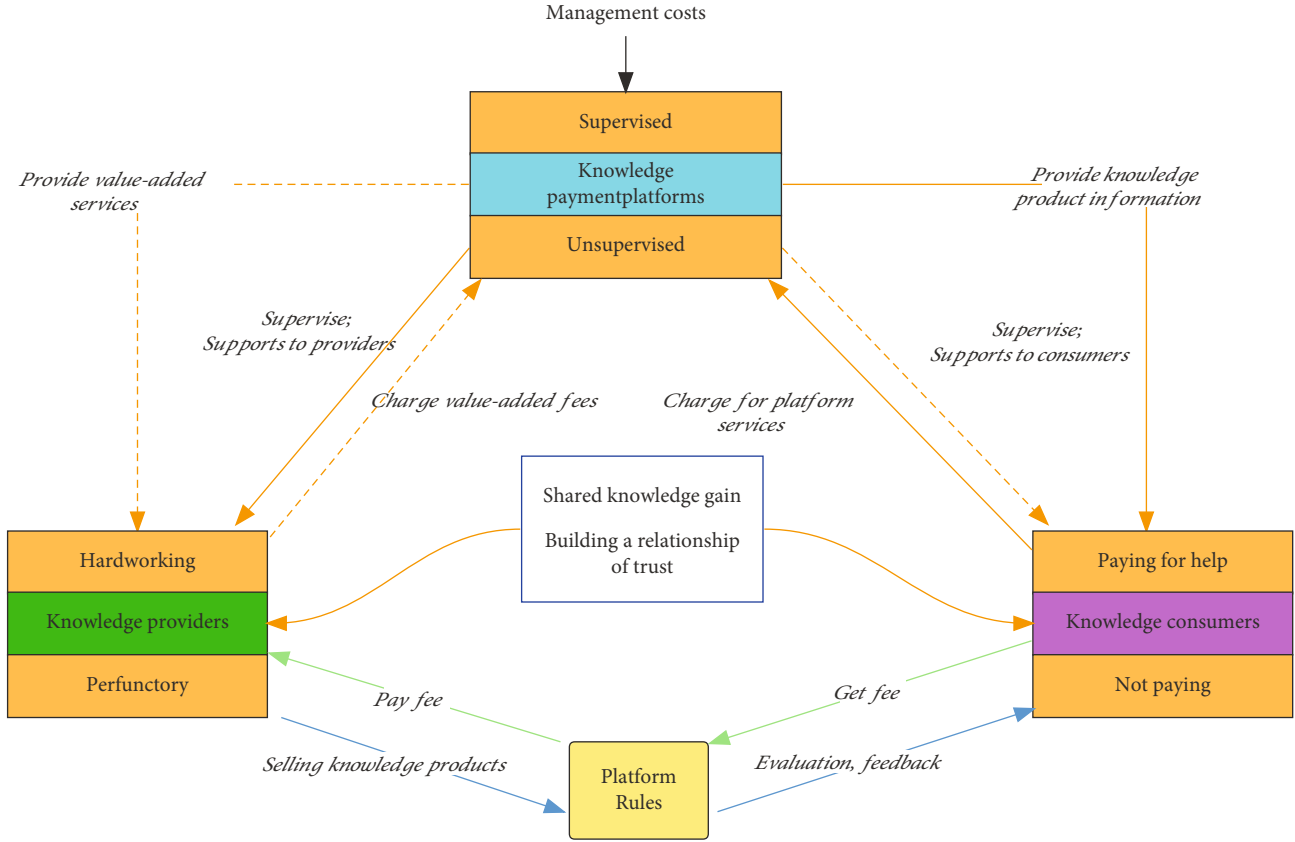 Management costs
Supervised
Knowledge
paymentplatforms
Unsupervised
Provide value-added
services
Provide knowledge
product information
Supervise;
Supports to providers
Supervise;
Supports to consumers
Charge value-added fees
Charge for platform
services
Shared knowledge gain
Building a relationship
of trust
Hardworking
Knowledge providers
Perfunctory
Paying for help
Knowledge consumers
Not paying
Pay fee
Get fee
Selling knowledge products
Evaluation, feedback
Platform
Rules